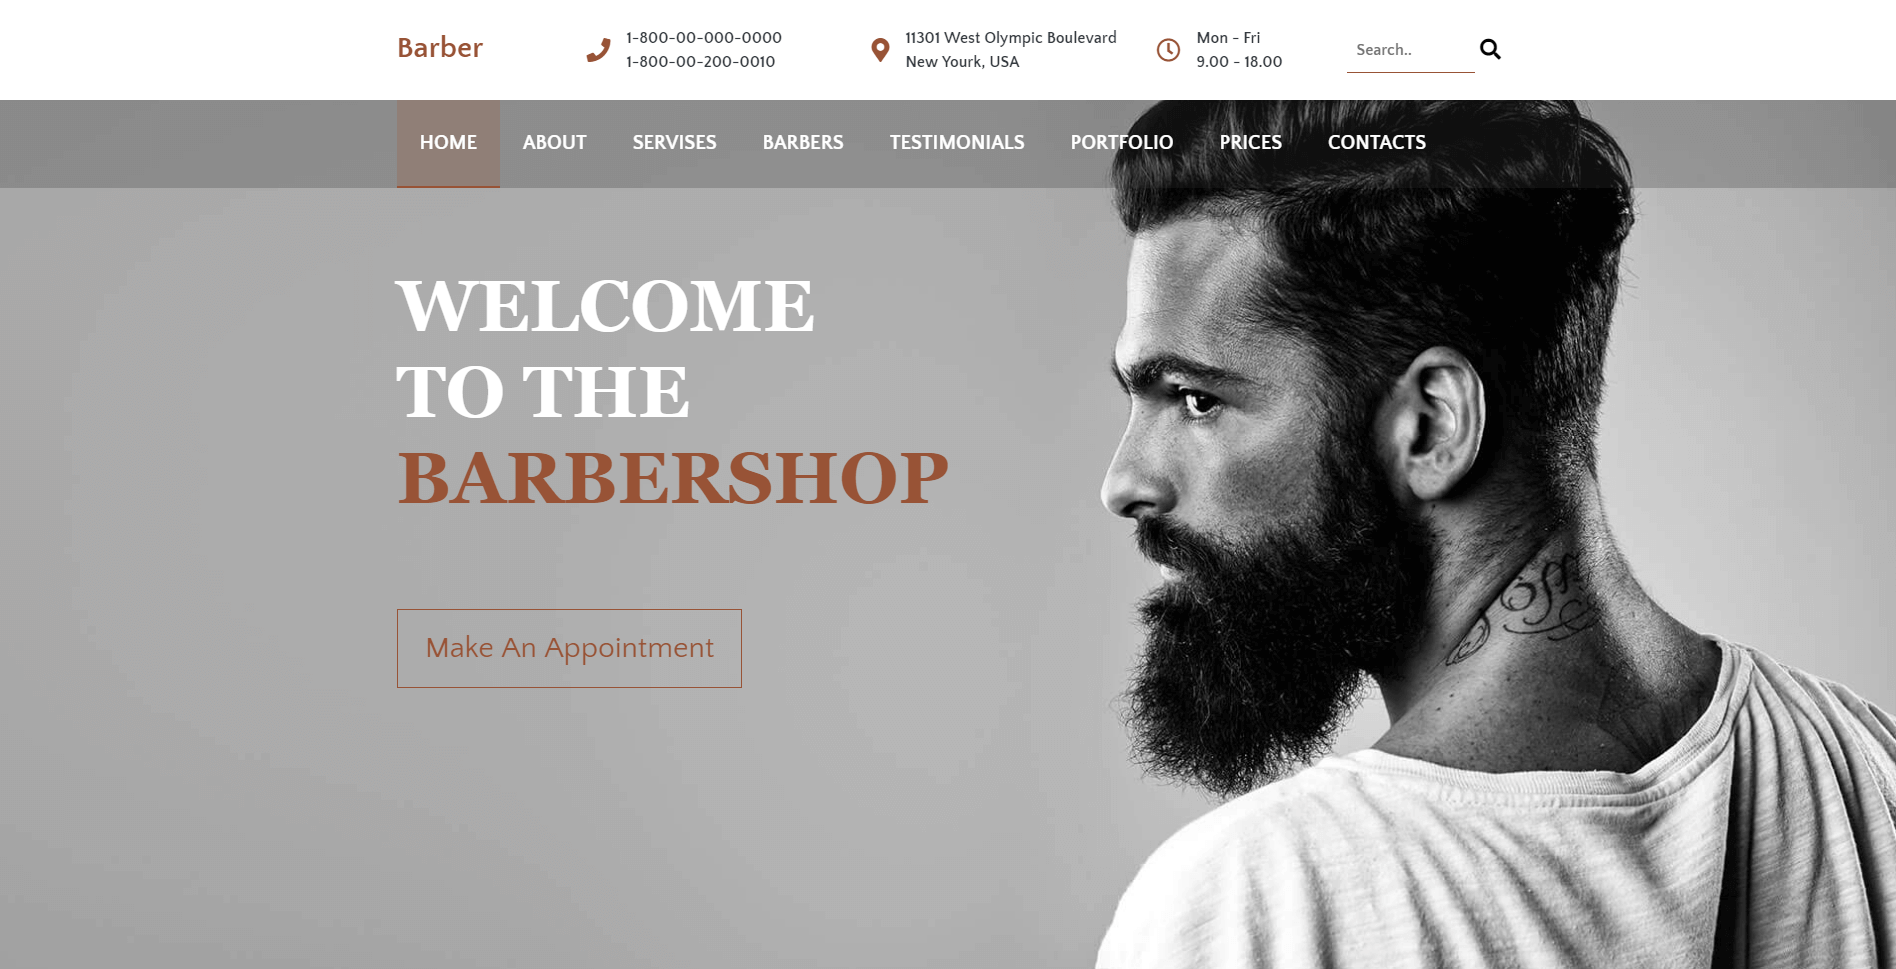 Barber
1-800-00-000-0000
1-800-00-200-0010
11301 West Olympic Boulevard
New Yourk, USA
Mon - Fri
9.00 - 18.00
Search..
HOME ABOUT SERVISES BARBERS TESTIMONIALS PORTFOLIO PRICES CONTACTS
WELCOME
TO THE
BARBERSHOP
Make An Appointment